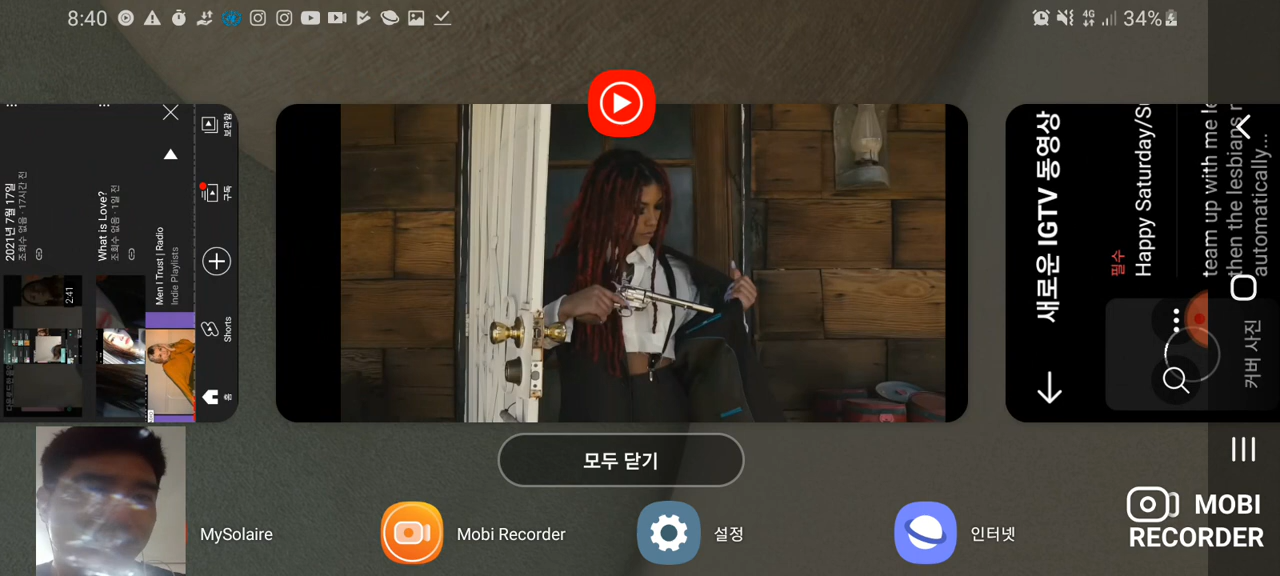 8:40
4G
34%
2021년 7월 17일
조회수 없음 · 17시간 전
2:41
What is Love?
조회수 없음 · 1일 전
Men I Trust | Radio
Indie Playlists
보관함
구독
Shorts
홈
새로운 IGTV 동영상
필수
Happy Saturday/S
team up with me le
then the lesbians
automatically...
커버 사진
모두 닫기
MySolaire
Mobi Recorder
설정
인터넷
MOBI
RECORDER